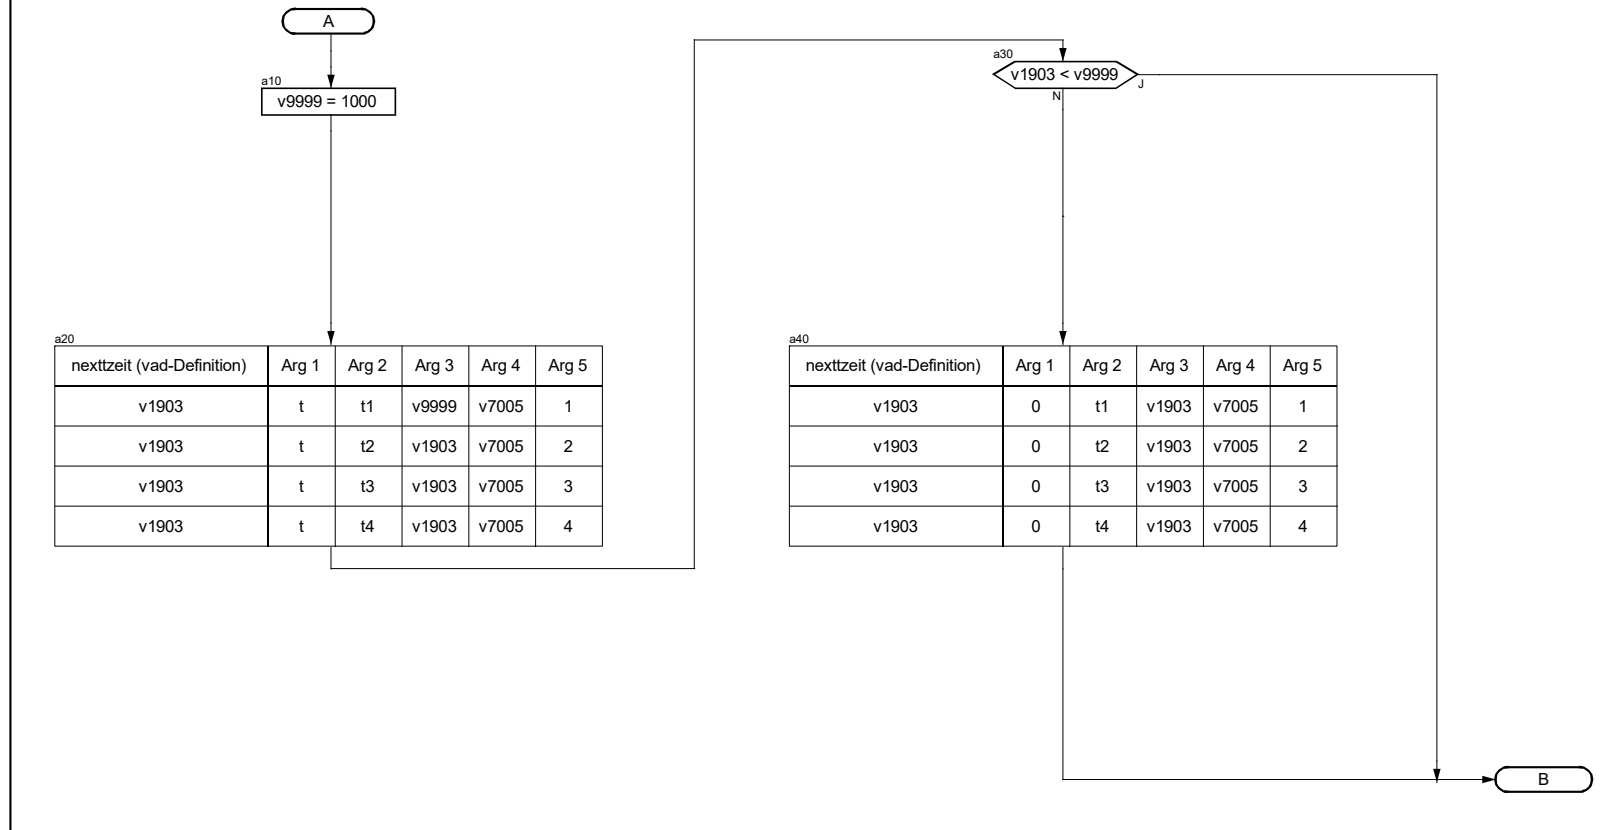 A
a10
v9999 = 1000
a20
nexttzeit (vad-Definition) Arg 1 Arg 2 Arg 3 Arg 4 Arg 5
v1903 t t1 v9999 v7005 1
v1903 t t2 v1903 v7005 2
v1903 t t3 v1903 v7005 3
v1903 t t4 v1903 v7005 4
a30
v1903 < v9999
N
J
a40
nexttzeit (vad-Definition) Arg 1 Arg 2 Arg 3 Arg 4 Arg 5
v1903 0 t1 v1903 v7005 1
v1903 0 t2 v1903 v7005 2
v1903 0 t3 v1903 v7005 3
v1903 0 t4 v1903 v7005 4
B